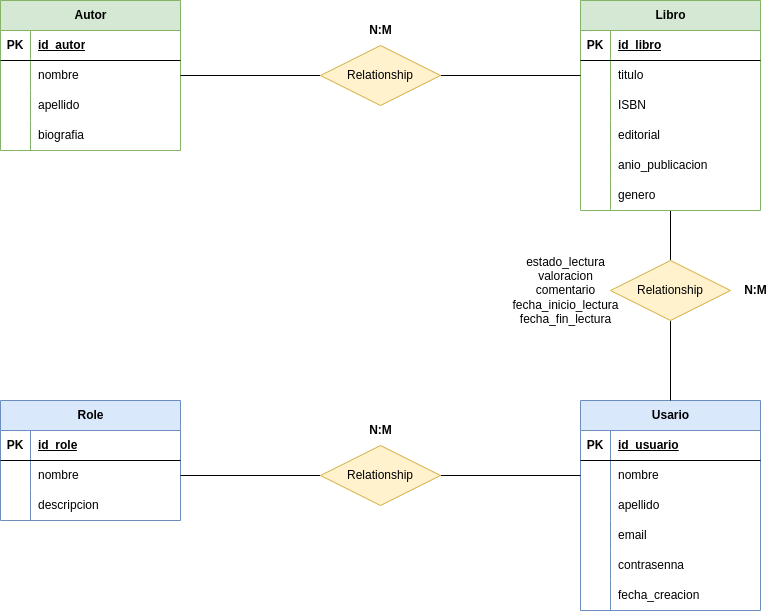 Autor
PK id_autor
nombre
apellido
biografia
N:M
Relationship
Libro
PK id_libro
titulo
ISBN
editorial
anio_publicacion
genero
estado_lectura
valoracion
comentario
fecha_inicio_lectura
fecha_fin_lectura
Relationship
N:M
Role
PK id_role
nombre
descripcion
N:M
Relationship
Usario
PK id_usuario
nombre
apellido
email
contrasenna
fecha_creacion